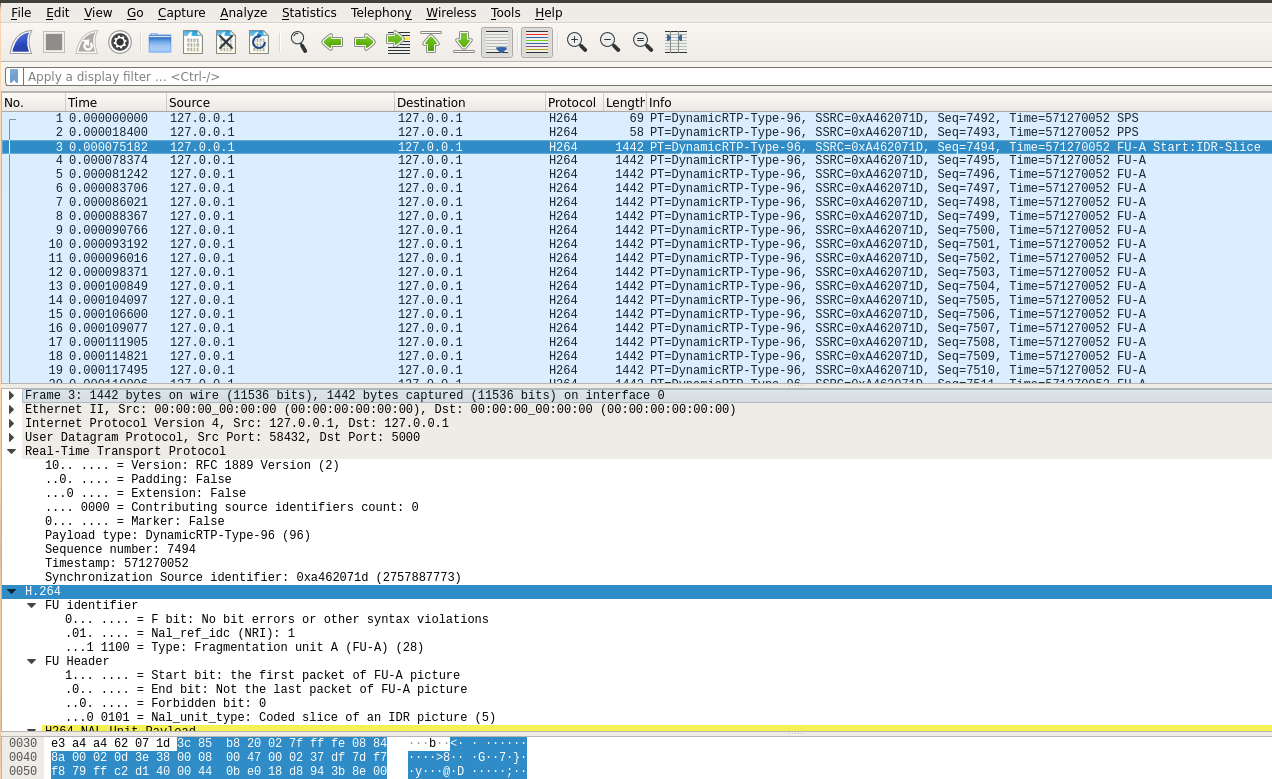 File Edit View Go Capture Analyze Statistics Telephony Wireless Tools Help
Apply a display filter ... <Ctrl-/>
No. Time Source Destination Protocol Length Info
1 0.000000000 127.0.0.1 127.0.0.1 H264 69 PT=DynamicRTP-Type-96, SSRC=0xA462071D, Seq=7492, Time=571270052 SPS
2 0.000018400 127.0.0.1 127.0.0.1 H264 58 PT=DynamicRTP-Type-96, SSRC=0xA462071D, Seq=7493, Time=571270052 PPS
3 0.000075182 127.0.0.1 127.0.0.1 H264 1442 PT=DynamicRTP-Type-96, SSRC=0xA462071D, Seq=7494, Time=571270052 FU-A Start:IDR-Slice
4 0.000078374 127.0.0.1 127.0.0.1 H264 1442 PT=DynamicRTP-Type-96, SSRC=0xA462071D, Seq=7495, Time=571270052 FU-A
5 0.000081242 127.0.0.1 127.0.0.1 H264 1442 PT=DynamicRTP-Type-96, SSRC=0xA462071D, Seq=7496, Time=571270052 FU-A
6 0.000083706 127.0.0.1 127.0.0.1 H264 1442 PT=DynamicRTP-Type-96, SSRC=0xA462071D, Seq=7497, Time=571270052 FU-A
7 0.000086021 127.0.0.1 127.0.0.1 H264 1442 PT=DynamicRTP-Type-96, SSRC=0xA462071D, Seq=7498, Time=571270052 FU-A
8 0.000088367 127.0.0.1 127.0.0.1 H264 1442 PT=DynamicRTP-Type-96, SSRC=0xA462071D, Seq=7499, Time=571270052 FU-A
9 0.000090766 127.0.0.1 127.0.0.1 H264 1442 PT=DynamicRTP-Type-96, SSRC=0xA462071D, Seq=7500, Time=571270052 FU-A
10 0.000093192 127.0.0.1 127.0.0.1 H264 1442 PT=DynamicRTP-Type-96, SSRC=0xA462071D, Seq=7501, Time=571270052 FU-A
11 0.000096016 127.0.0.1 127.0.0.1 H264 1442 PT=DynamicRTP-Type-96, SSRC=0xA462071D, Seq=7502, Time=571270052 FU-A
12 0.000098371 127.0.0.1 127.0.0.1 H264 1442 PT=DynamicRTP-Type-96, SSRC=0xA462071D, Seq=7503, Time=571270052 FU-A
13 0.000100849 127.0.0.1 127.0.0.1 H264 1442 PT=DynamicRTP-Type-96, SSRC=0xA462071D, Seq=7504, Time=571270052 FU-A
14 0.000104097 127.0.0.1 127.0.0.1 H264 1442 PT=DynamicRTP-Type-96, SSRC=0xA462071D, Seq=7505, Time=571270052 FU-A
15 0.000106600 127.0.0.1 127.0.0.1 H264 1442 PT=DynamicRTP-Type-96, SSRC=0xA462071D, Seq=7506, Time=571270052 FU-A
16 0.000109077 127.0.0.1 127.0.0.1 H264 1442 PT=DynamicRTP-Type-96, SSRC=0xA462071D, Seq=7507, Time=571270052 FU-A
17 0.000111905 127.0.0.1 127.0.0.1 H264 1442 PT=DynamicRTP-Type-96, SSRC=0xA462071D, Seq=7508, Time=571270052 FU-A
18 0.000114821 127.0.0.1 127.0.0.1 H264 1442 PT=DynamicRTP-Type-96, SSRC=0xA462071D, Seq=7509, Time=571270052 FU-A
19 0.000117495 127.0.0.1 127.0.0.1 H264 1442 PT=DynamicRTP-Type-96, SSRC=0xA462071D, Seq=7510, Time=571270052 FU-A
Frame 3: 1442 bytes on wire (11536 bits), 1442 bytes captured (11536 bits) on interface 0
Ethernet II, Src: 00:00:00_00:00:00 (00:00:00:00:00:00), Dst: 00:00:00_00:00:00 (00:00:00:00:00:00)
Internet Protocol Version 4, Src: 127.0.0.1, Dst: 127.0.0.1
User Datagram Protocol, Src Port: 58432, Dst Port: 5000
Real-Time Transport Protocol
10.. .... = Version: RFC 1889 Version (2)
..0. .... = Padding: False
...0 .... = Extension: False
.... 0000 = Contributing source identifiers count: 0
0... .... = Marker: False
Payload type: DynamicRTP-Type-96 (96)
Sequence number: 7494
Timestamp: 571270052
Synchronization Source identifier: 0xa462071d (2757887773)
H.264
FU identifier
0... .... = F bit: No bit errors or other syntax violations
.01. .... = Nal_ref_idc (NRI): 1
...1 1100 = Type: Fragmentation unit A (FU-A) (28)
FU Header
1... .... = Start bit: the first packet of FU-A picture
.0.. .... = End bit: Not the last packet of FU-A picture
..0. .... = Forbidden bit: 0
...0 0101 = Nal_unit_type: Coded slice of an IDR picture (5)
H264 NAL Unit Payload
0030 e3 a4 a4 62 07 1d 3c 85 b8 20 02 7f ff fe 08 84 ···b··<· · ······
0040 8a 00 02 0d 3e 38 00 08 00 47 00 02 37 df 7d f7 ····>8·· ·G··7·}·
0050 f8 79 ff c2 d1 40 00 44 0b e0 18 d8 94 3b 8e 00 ·y···@·D ·····;··